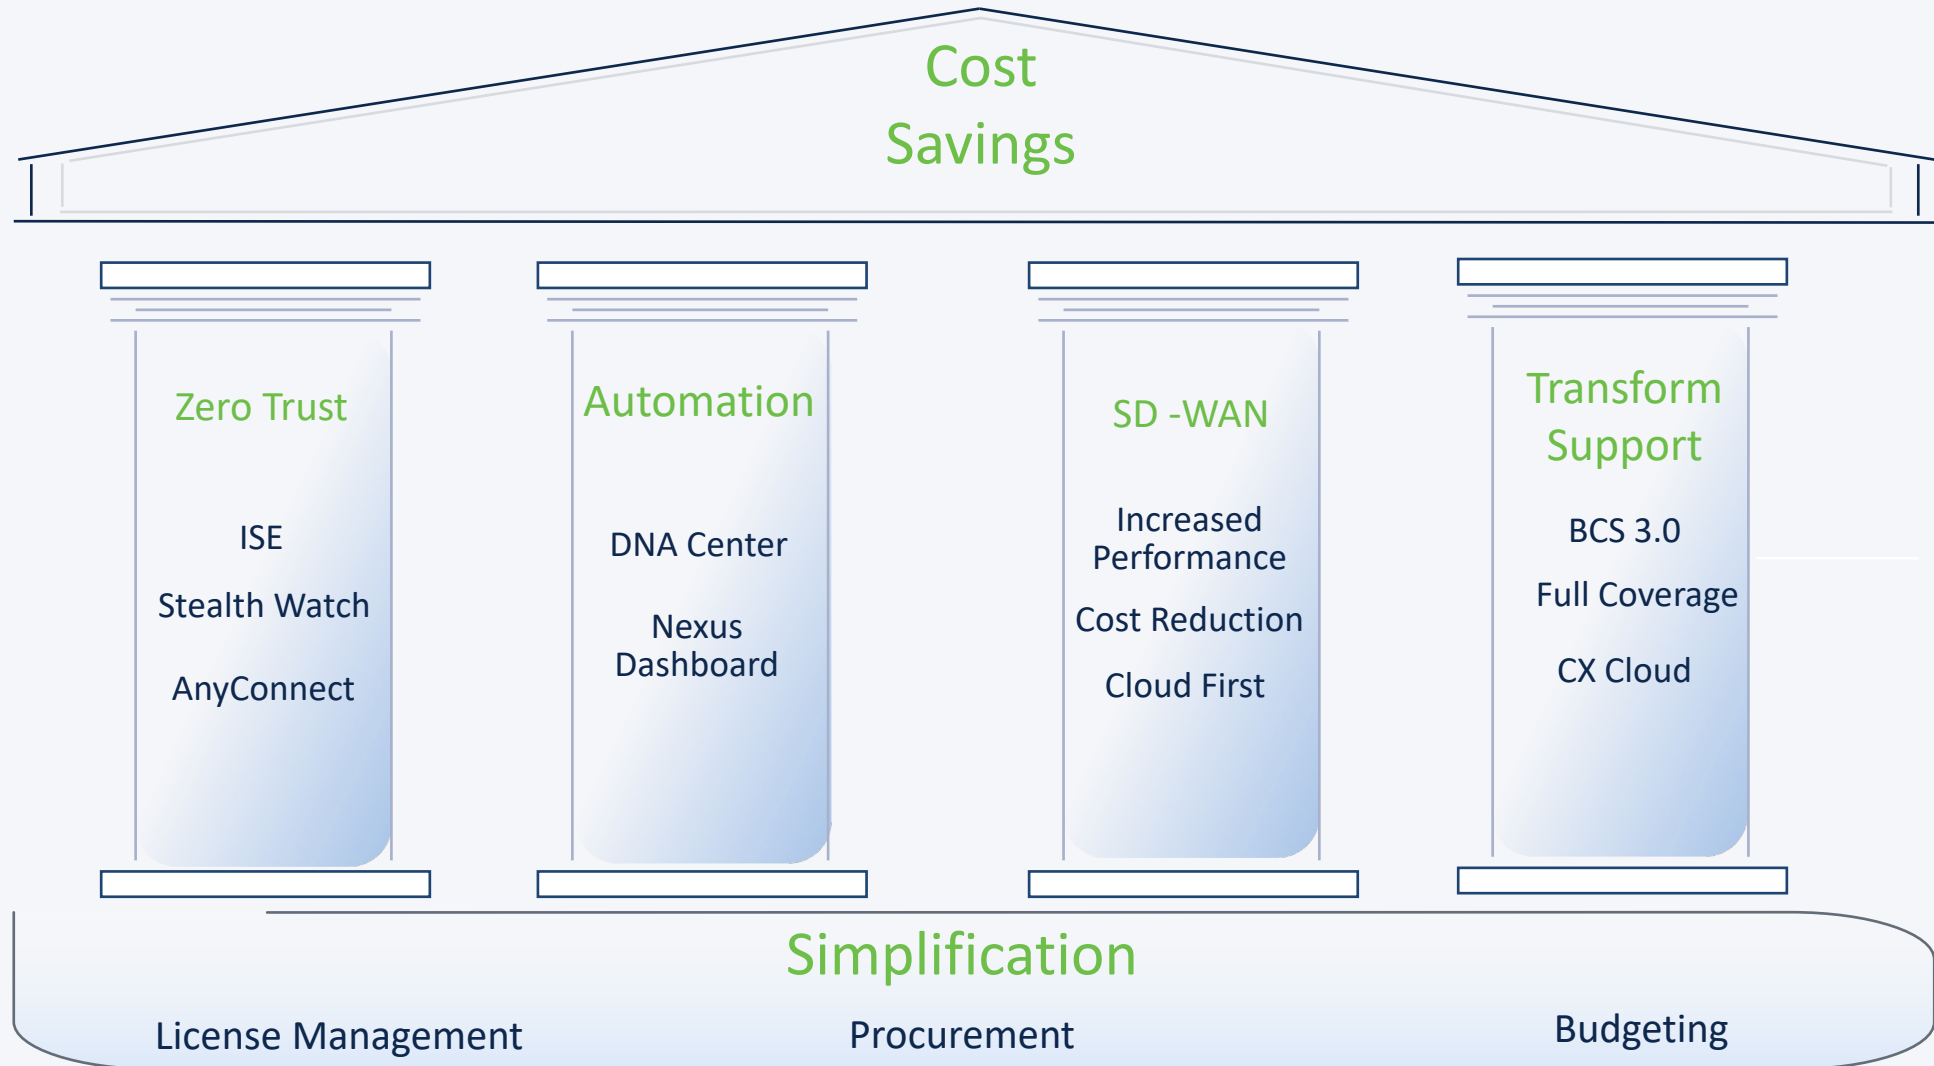 Cost
Savings
Zero Trust
ISE
Stealth Watch
AnyConnect
Automation
DNA Center
Nexus
Dashboard
SD -WAN
Increased
Performance
Cost Reduction
Cloud First
Transform
Support
BCS 3.0
Full Coverage
CX Cloud
Simplification
License Management
Procurement
Budgeting